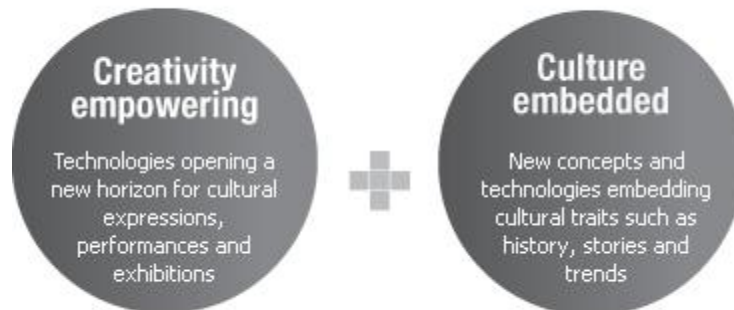 Creativity
empowering
Technologies opening a
new horizon for cultural
expressions,
performances and
exhibitions
Culture
embedded
New concepts and
technologies embedding
cultural traits such as
history, stories and
trends